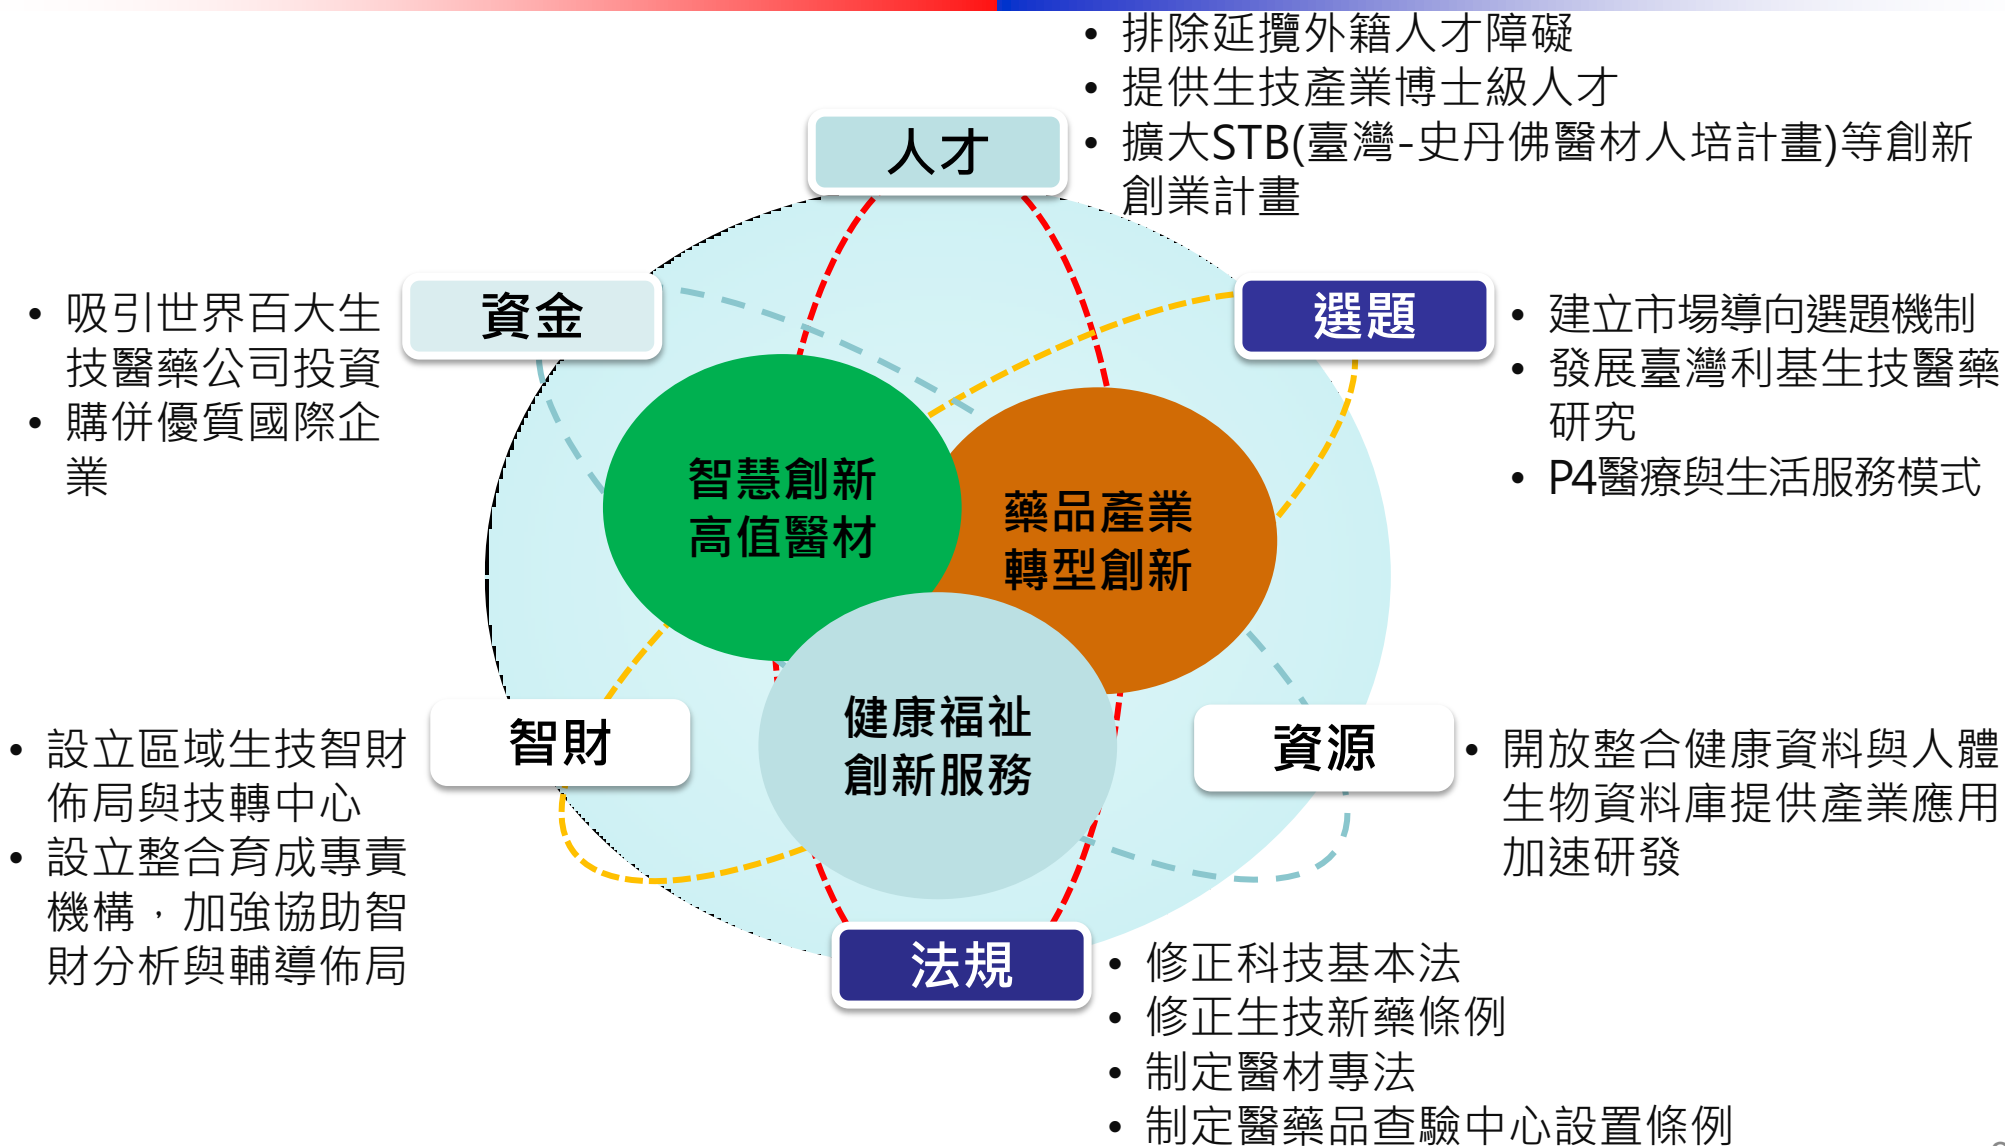 • 排除延攬外籍人才障礙
• 提供生技產業博士級人才
• 擴大STB(臺灣-史丹佛醫材人培計畫)等創新
創業計畫
人才
資金
• 吸引世界百大生
技醫藥公司投資
• 購併優質國際企
業
選題
• 建立市場導向選題機制
• 發展臺灣利基生技醫藥
研究
• P4醫療與生活服務模式
智慧創新
高值醫材
藥品產業
轉型創新
健康福祉
創新服務
智財
• 設立區域生技智財
佈局與技轉中心
• 設立整合育成專責
機構，加強協助智
財分析與輔導佈局
資源
• 開放整合健康資料與人體
生物資料庫提供產業應用
加速研發
法規
• 修正科技基本法
• 修正生技新藥條例
• 制定醫材專法
• 制定醫藥品查驗中心設置條例